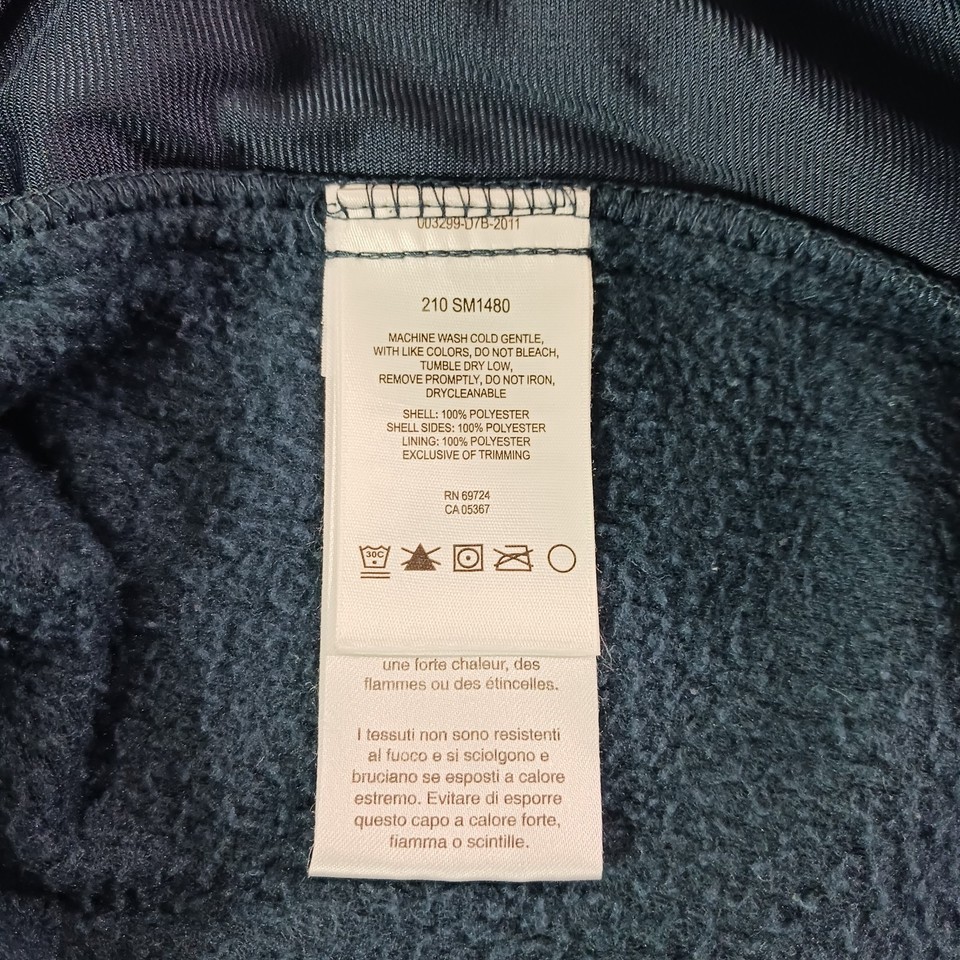 003299-D7B-2011
210 SM1480
MACHINE WASH COLD GENTLE,
WITH LIKE COLORS, DO NOT BLEACH,
TUMBLE DRY LOW,
REMOVE PROMPTLY, DO NOT IRON,
DRYCLEANABLE
SHELL: 100% POLYESTER
SHELL SIDES: 100% POLYESTER
LINING: 100% POLYESTER
EXCLUSIVE OF TRIMMING
RN 69724
CA 05367
30C
une forte chaleur, des
flammes ou des étincelles.
I tessuti non sono resistenti
al fuoco e si sciolgono e
bruciano se esposti a calore
estremo. Evitare di esporre
questo capo a calore forte,
fiamma o scintille.